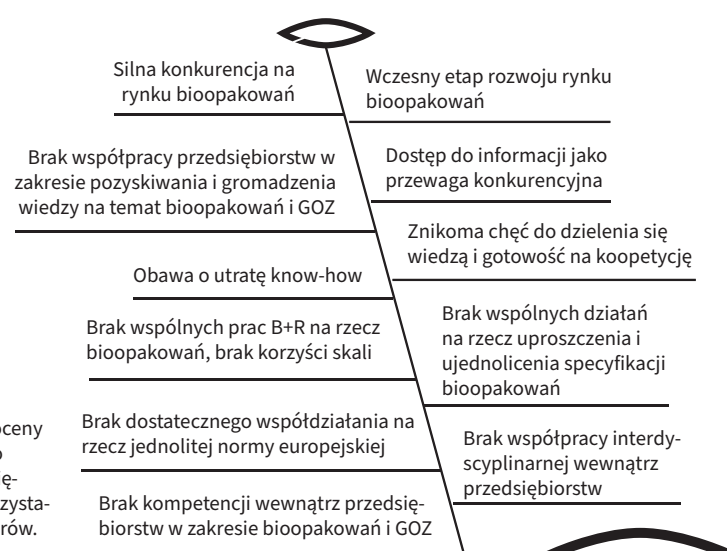 Silna konkurencja na
rynku bioopakowań
Wczesny etap rozwoju rynku
bioopakowań
Brak współpracy przedsiębiorstw w
zakresie pozyskiwania i gromadzenia
wiedzy na temat bioopakowań i GOZ
Dostęp do informacji jako
przewaga konkurencyjna
Znikoma chęć do dzielenia się
wiedzą i gotowość na koopetycję
Obawa o utratę know-how
Brak wspólnych prac B+R na rzecz
bioopakowań, brak korzyści skali
Brak wspólnych działań
na rzecz uproszczenia i
ujednolicenia specyfikacji
bioopakowań
Brak dostatecznego współdziałania na
rzecz jednolitej normy europejskiej
Brak współpracy interdy-
scyplinarnej wewnątrz
przedsiębiorstw
Brak kompetencji wewnątrz przedsię-
biorstw w zakresie bioopakowań i GOZ